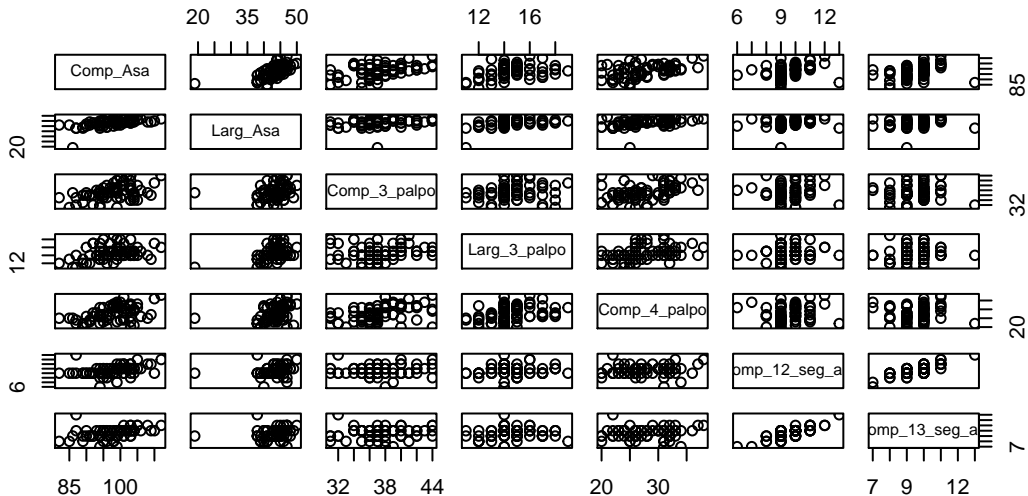 20 35 50
12 16
6 9 12
Comp_Asa
85
20
Larg_Asa
Comp_3_palpo
32
12
Larg_3_palpo
Comp_4_palpo
20
6
omp_12_seg_a
omp_13_seg_a
7
85 100
32 38 44
20 30
7 9 12